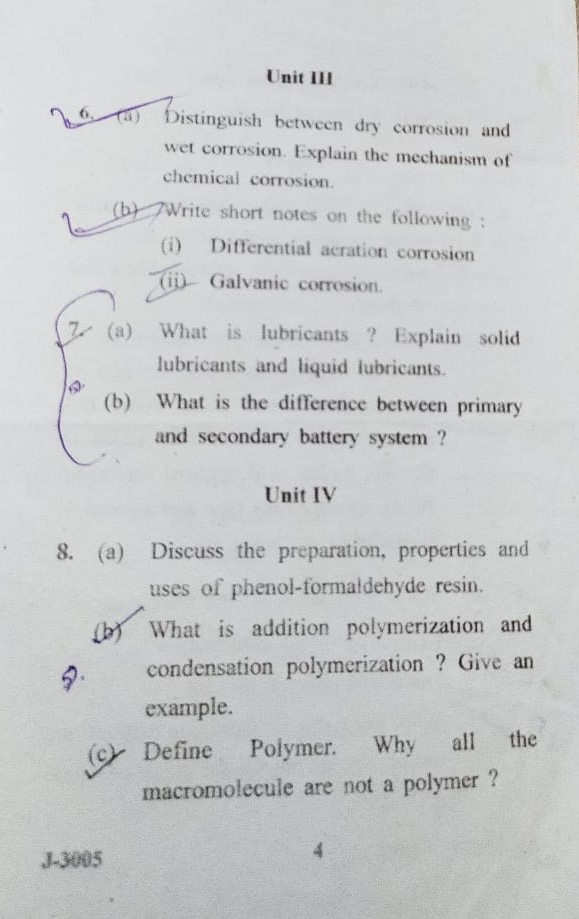 Unit III
6. (a) Distinguish between dry corrosion and
wet corrosion. Explain the mechanism of
chemical corrosion.
(b) Write short notes on the following :
(i) Differential aeration corrosion
(ii) Galvanic corrosion.
7. (a) What is lubricants ? Explain solid
lubricants and liquid lubricants.
(b) What is the difference between primary
and secondary battery system ?
Unit IV
8. (a) Discuss the preparation, properties and
uses of phenol-formaldehyde resin.
(b) What is addition polymerization and
condensation polymerization ? Give an
example.
(c) Define Polymer. Why all the
macromolecule are not a polymer ?
J-3005 4